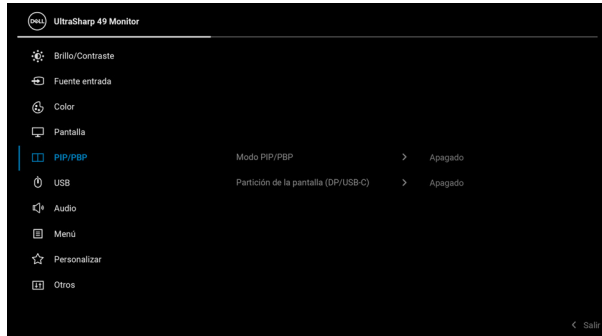 DELL UltraSharp 49 Monitor
Brillo/Contraste
Fuente entrada
Color
Pantalla
PIP/PBP Modo PIP/PBP > Apagado
USB Partición de la pantalla (DP/USB-C) > Apagado
Audio
Menú
Personalizar
Otros
< Salir